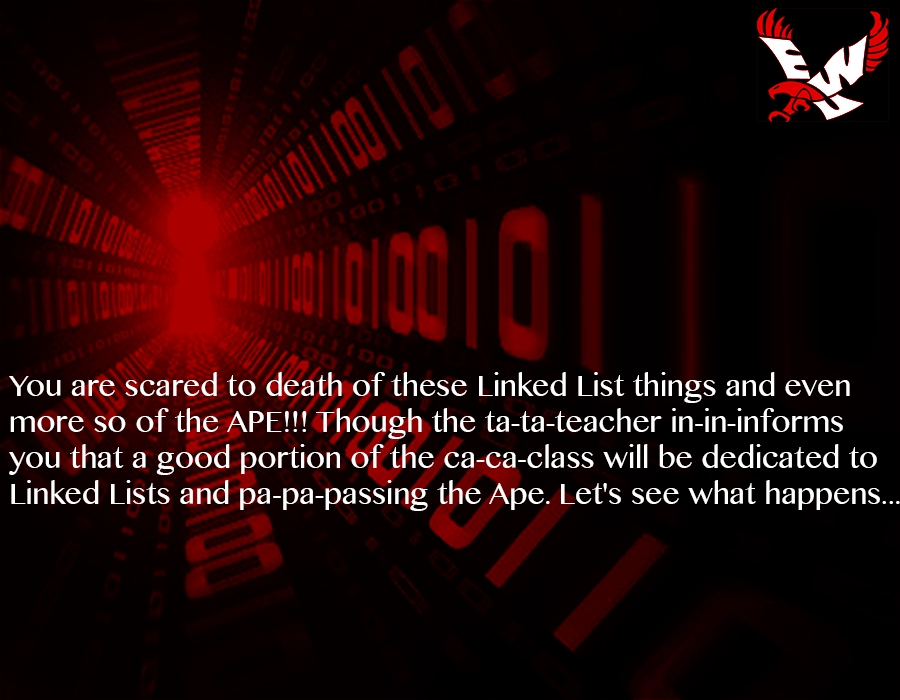 EWU
You are scared to death of these Linked List things and even
more so of the APE!!! Though the ta-ta-teacher in-in-informs
you that a good portion of the ca-ca-class will be dedicated to
Linked Lists and pa-pa-passing the Ape. Let's see what happens...